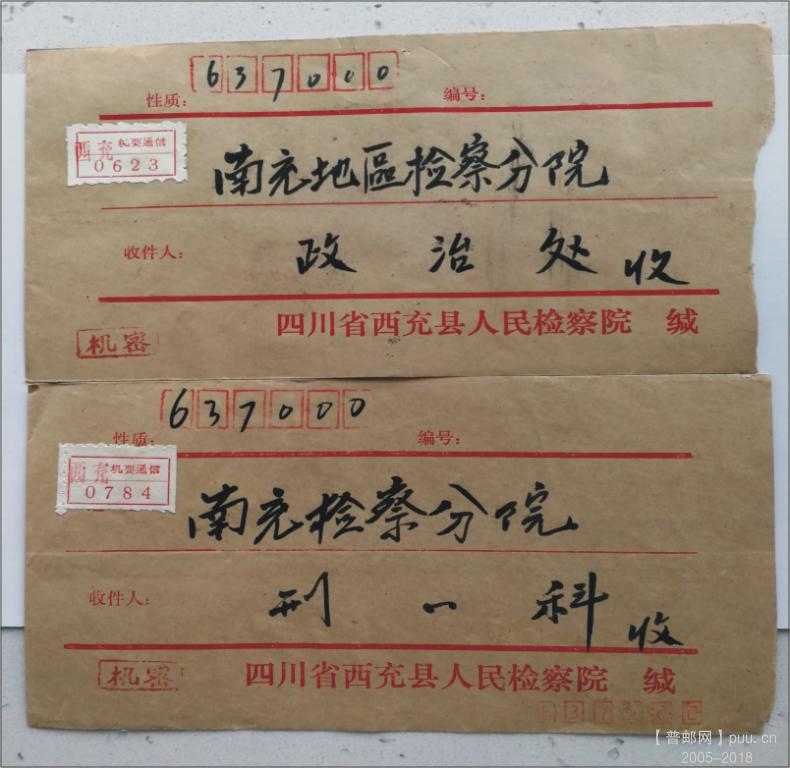 637000
性质: 编号:
西充 机要通信
0623
南充地區检察分院
收件人: 政治处收
四川省西充县人民检察院 缄
机密
637000
性质: 编号:
西充 机要通信
0784
南充检察分院
收件人: 刑一科收
四川省西充县人民检察院 缄
机密
【普邮网】puu.cn
2005-2018